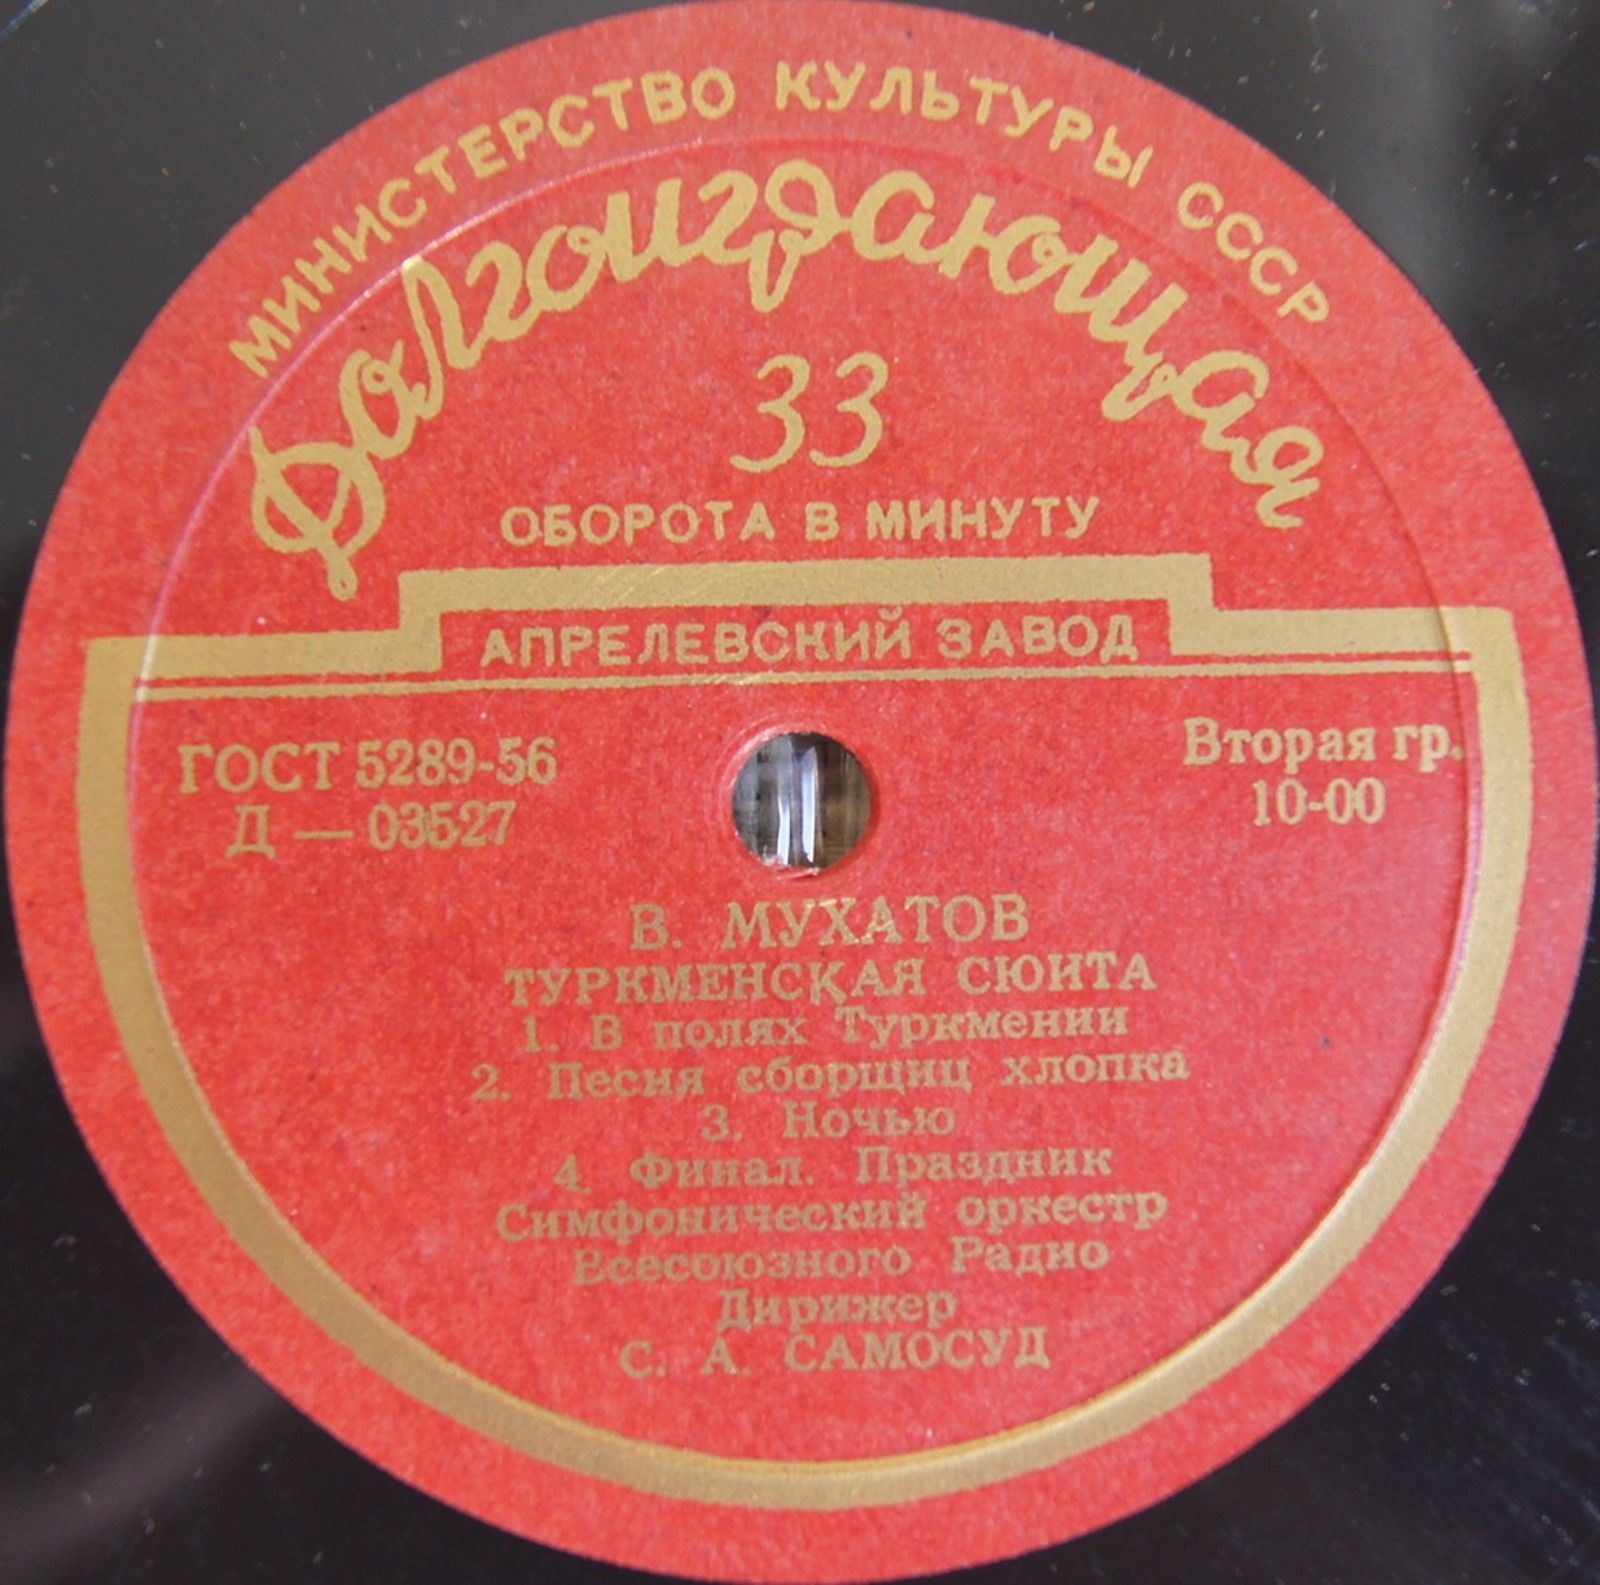 МИНИСТЕРСТВО КУЛЬТУРЫ СССР
Долгоиграющая
33
ОБОРОТА В МИНУТУ
АПРЕЛЕВСКИЙ ЗАВОД
ГОСТ 5289-56
Д — 03527
Вторая гр.
10-00
В. МУХАТОВ
ТУРКМЕНСКАЯ СЮИТА
1. В полях Туркмении
2. Песня сборщиц хлопка
3. Ночью
4. Финал. Праздник
Симфонический оркестр
Всесоюзного Радио
Дирижер
С. А. САМОСУД